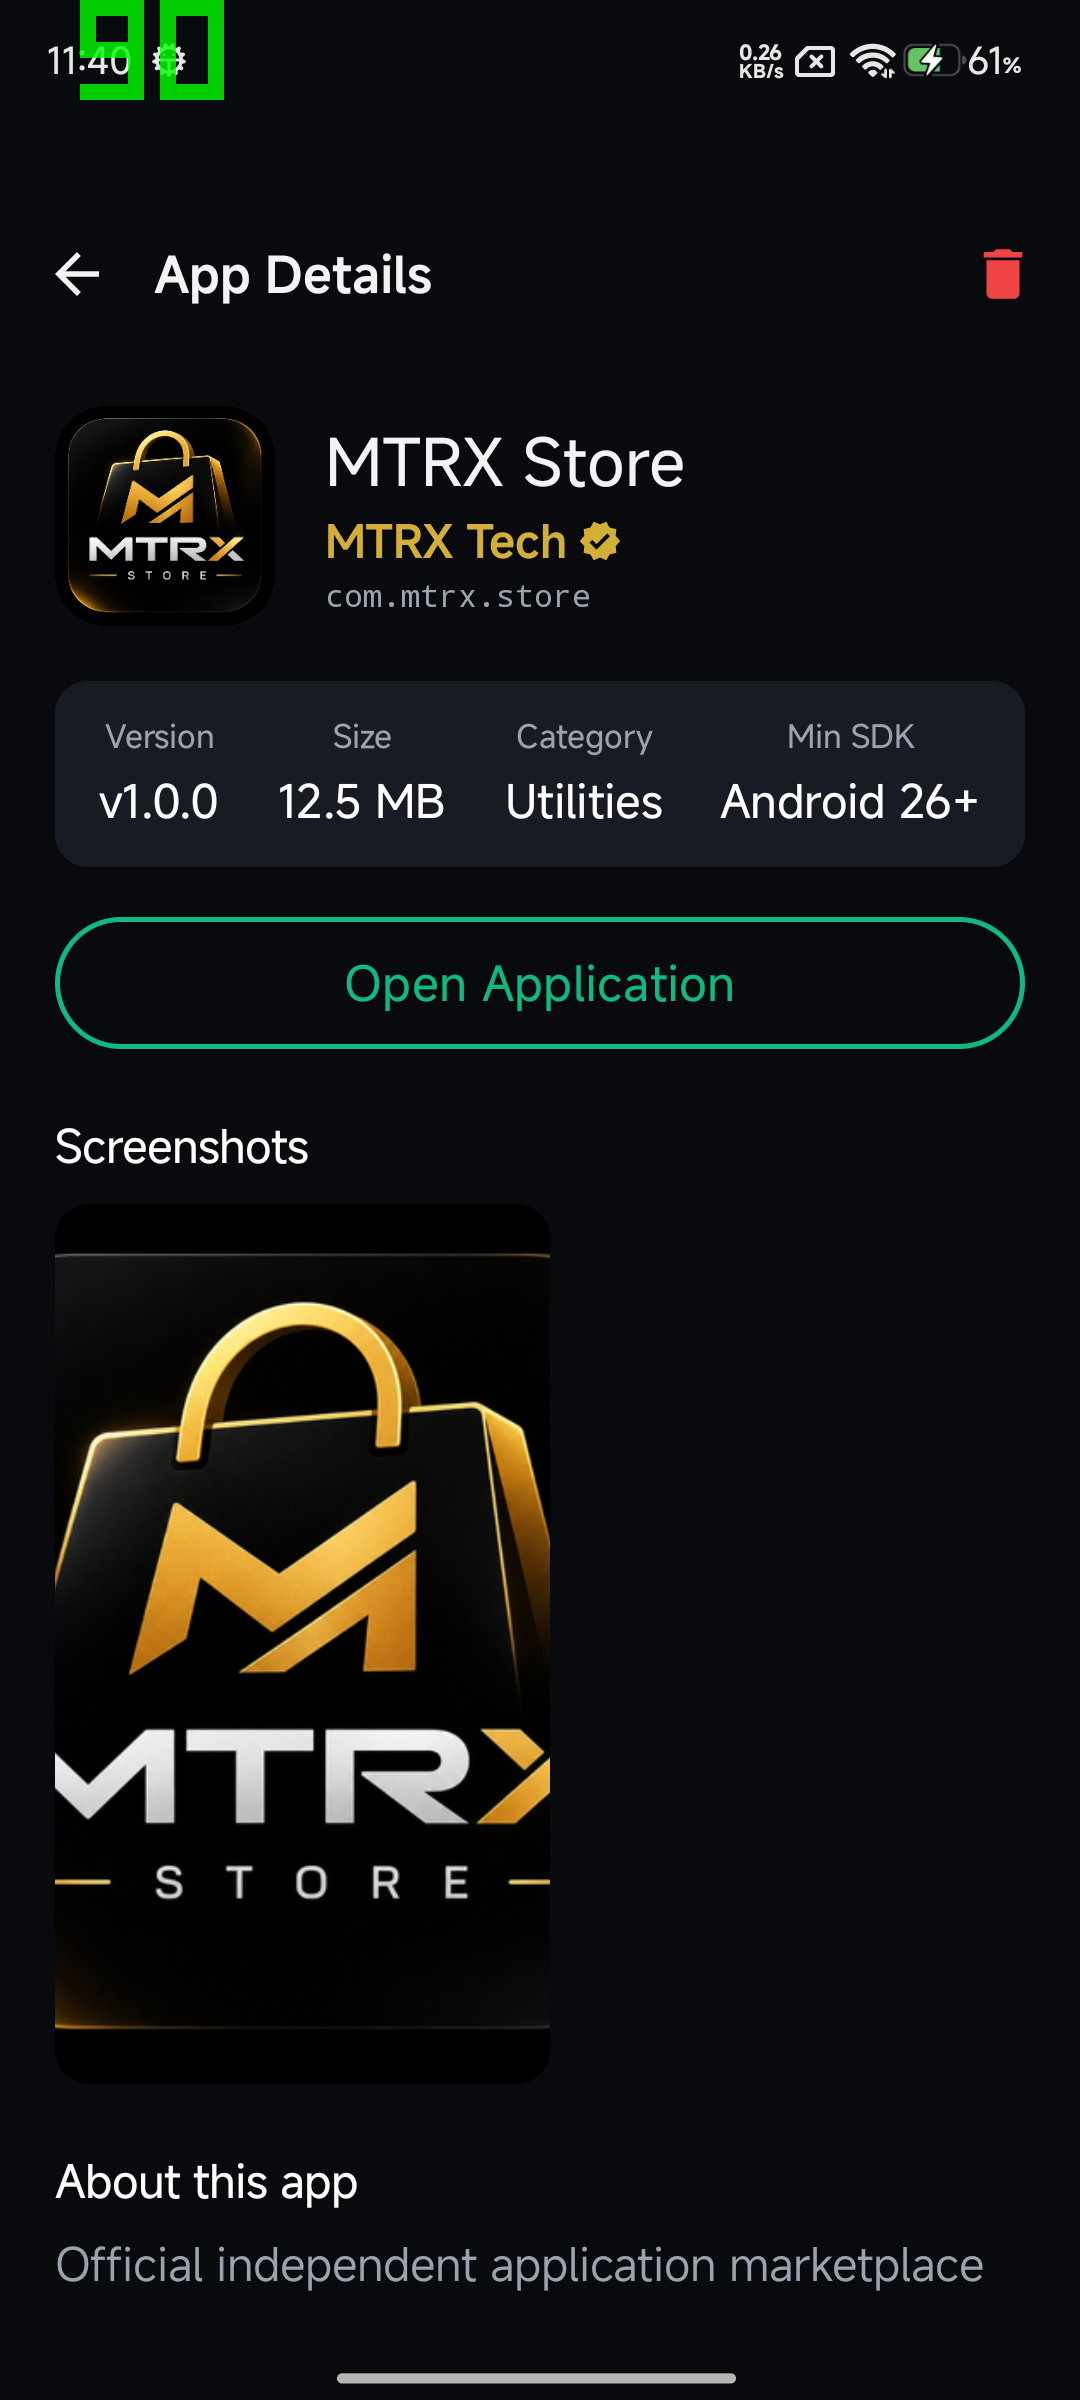 90
11:40
0.26
KB/s
61%
App Details
MTRX
STORE
MTRX Store
MTRX Tech
com.mtrx.store
Version Size Category Min SDK
v1.0.0 12.5 MB Utilities Android 26+
Open Application
Screenshots
MTRX
STORE
About this app
Official independent application marketplace